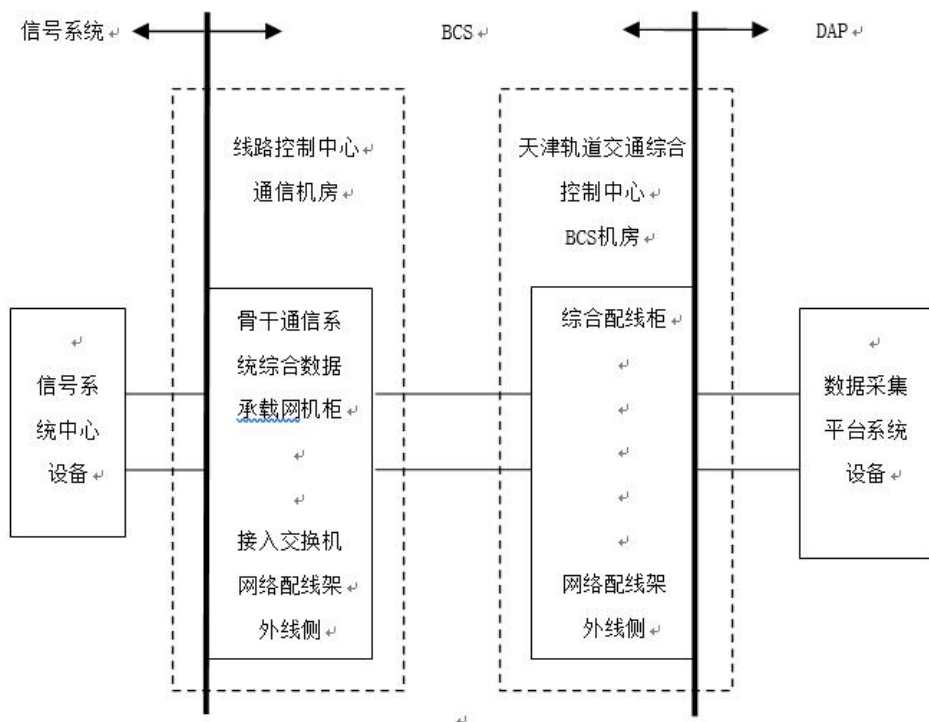 信号系统
BCS
DAP
线路控制中心
通信机房
天津轨道交通综合
控制中心
BCS机房
信号系
统中心
设备
骨干通信系
统综合数据
承载网机柜
接入交换机
网络配线架
外线侧
综合配线柜
网络配线架
外线侧
数据采集
平台系统
设备